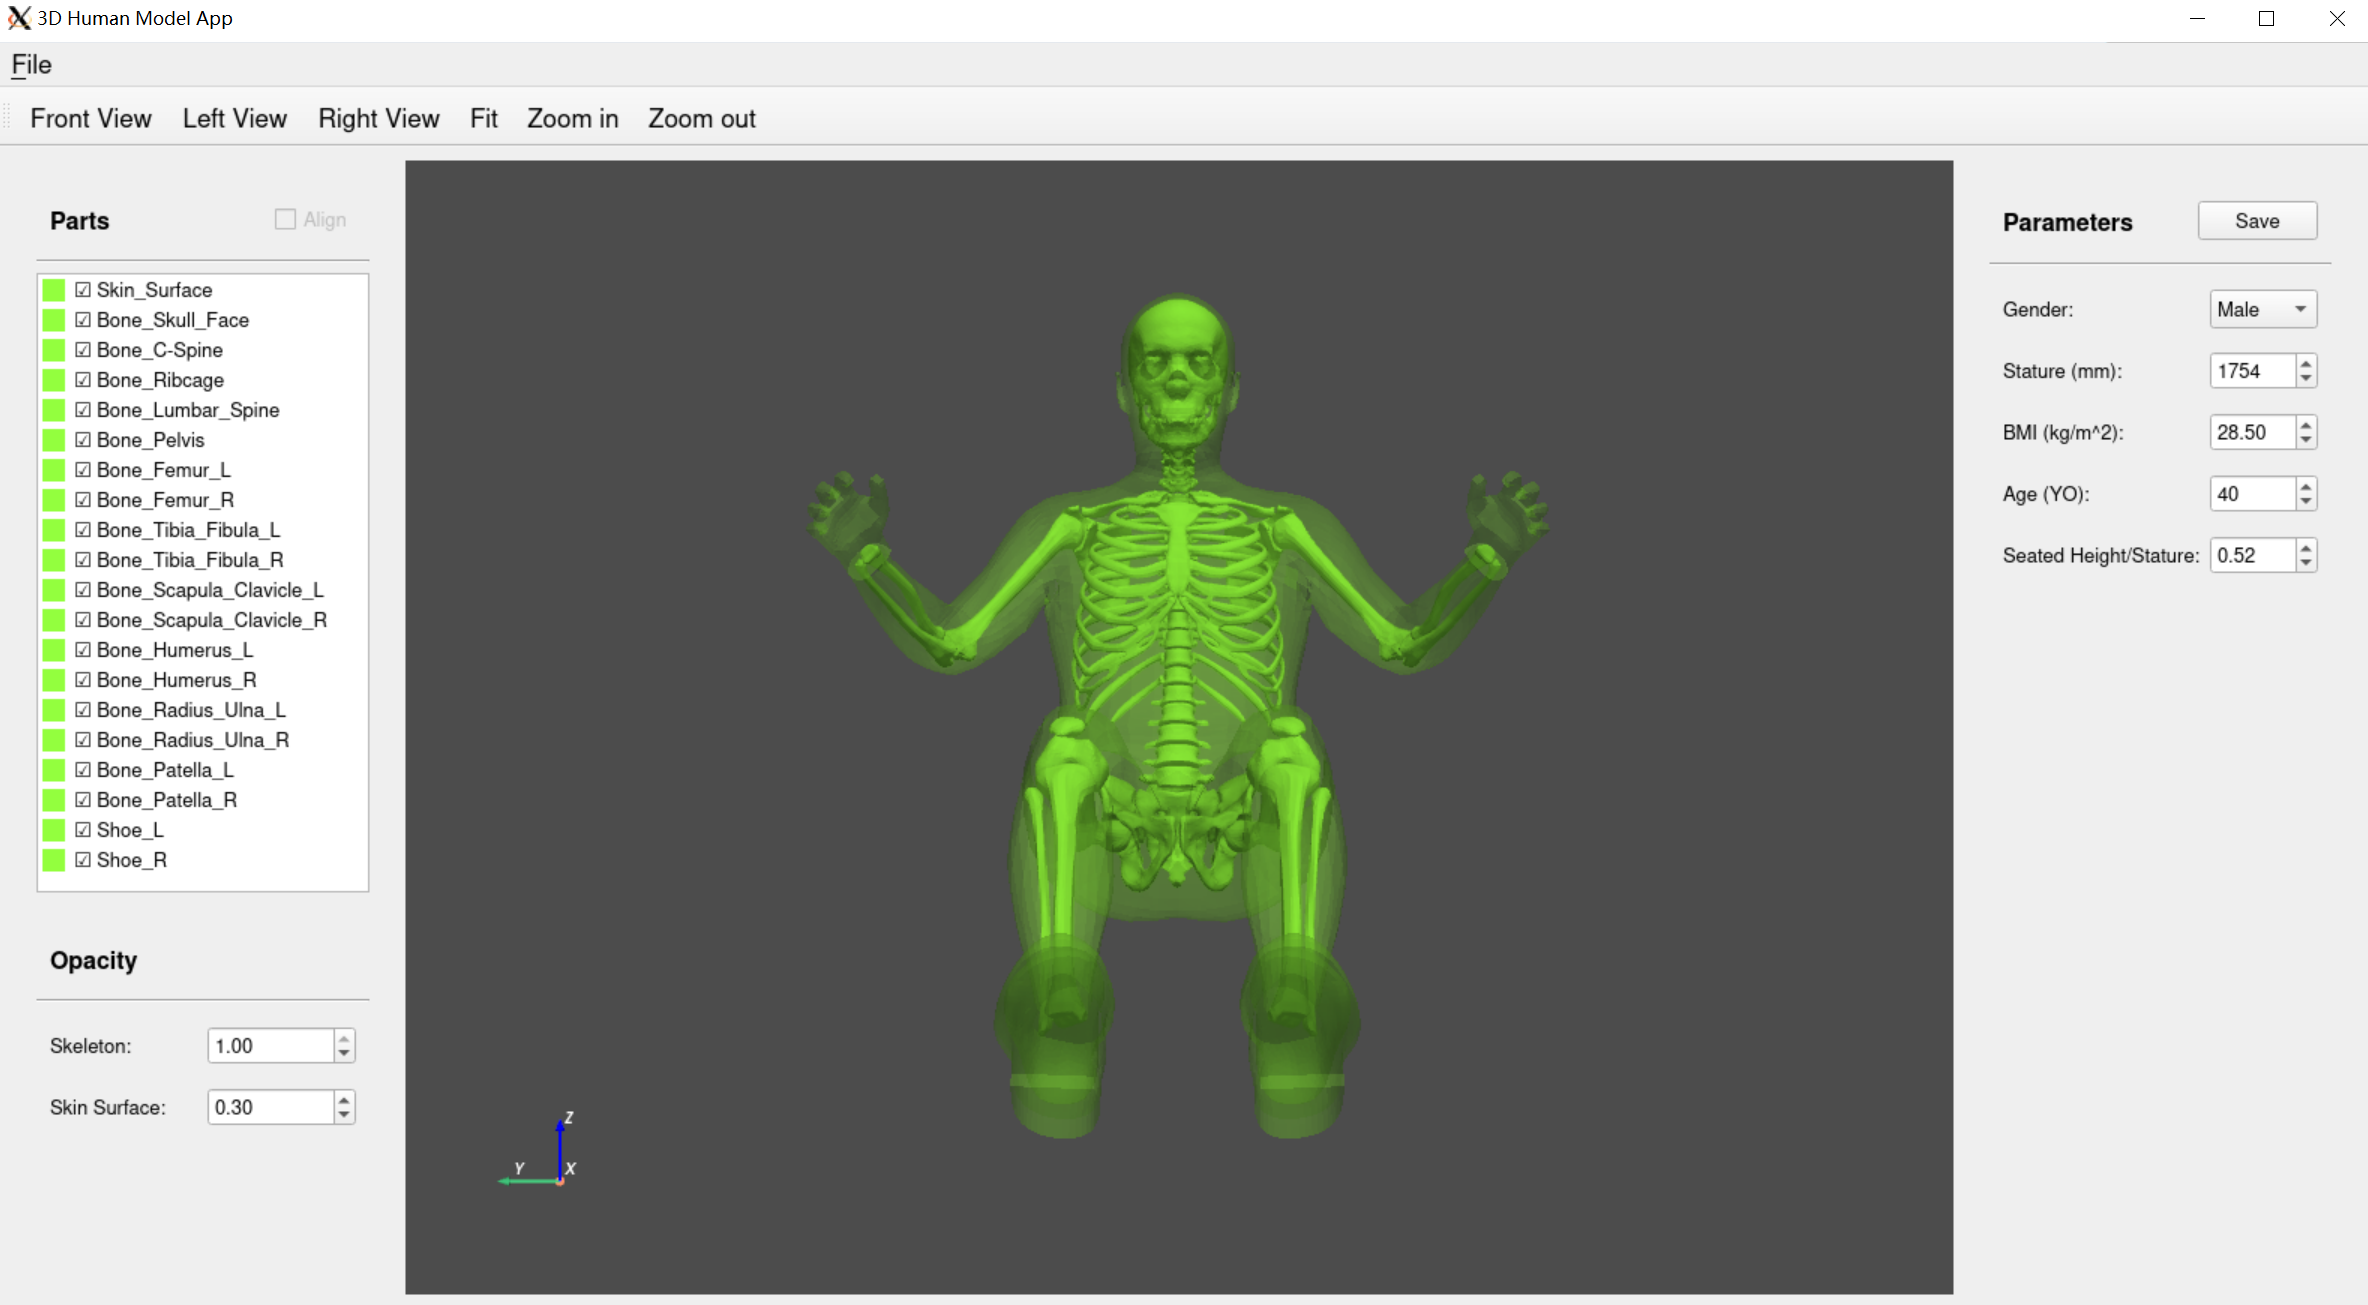 3D Human Model App
File
Front View Left View Right View Fit Zoom in Zoom out
Parts
Align
Skin_Surface
Bone_Skull_Face
Bone_C-Spine
Bone_Ribcage
Bone_Lumbar_Spine
Bone_Pelvis
Bone_Femur_L
Bone_Femur_R
Bone_Tibia_Fibula_L
Bone_Tibia_Fibula_R
Bone_Scapula_Clavicle_L
Bone_Scapula_Clavicle_R
Bone_Humerus_L
Bone_Humerus_R
Bone_Radius_Ulna_L
Bone_Radius_Ulna_R
Bone_Patella_L
Bone_Patella_R
Shoe_L
Shoe_R
Opacity
Skeleton: 1.00
Skin Surface: 0.30
Z
Y X
Parameters Save
Gender: Male
Stature (mm): 1754
BMI (kg/m^2): 28.50
Age (YO): 40
Seated Height/Stature: 0.52